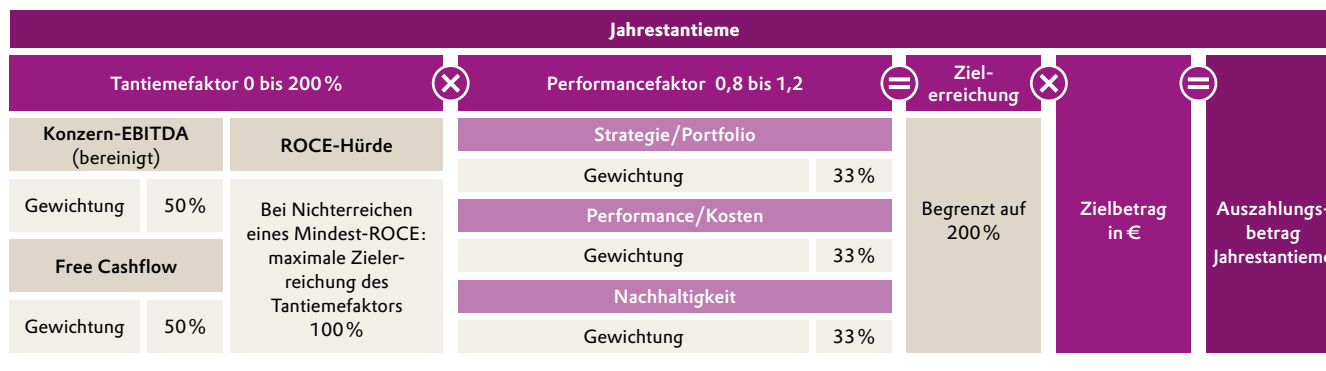 Jahrestantieme
Tantiemefaktor 0 bis 200 %
×
Performancefaktor 0,8 bis 1,2
=
Ziel-
erreichung
×
=
Konzern-EBITDA
(bereinigt)
Gewichtung 50 %
Free Cashflow
Gewichtung 50 %
ROCE-Hürde
Bei Nichterreichen
eines Mindest-ROCE:
maximale Zieler-
reichung des
Tantiemefaktors
100 %
Strategie/Portfolio
Gewichtung 33 %
Performance/Kosten
Gewichtung 33 %
Nachhaltigkeit
Gewichtung 33 %
Begrenzt auf
200 %
Zielbetrag
in €
Auszahlungs-
betrag
Jahrestantieme